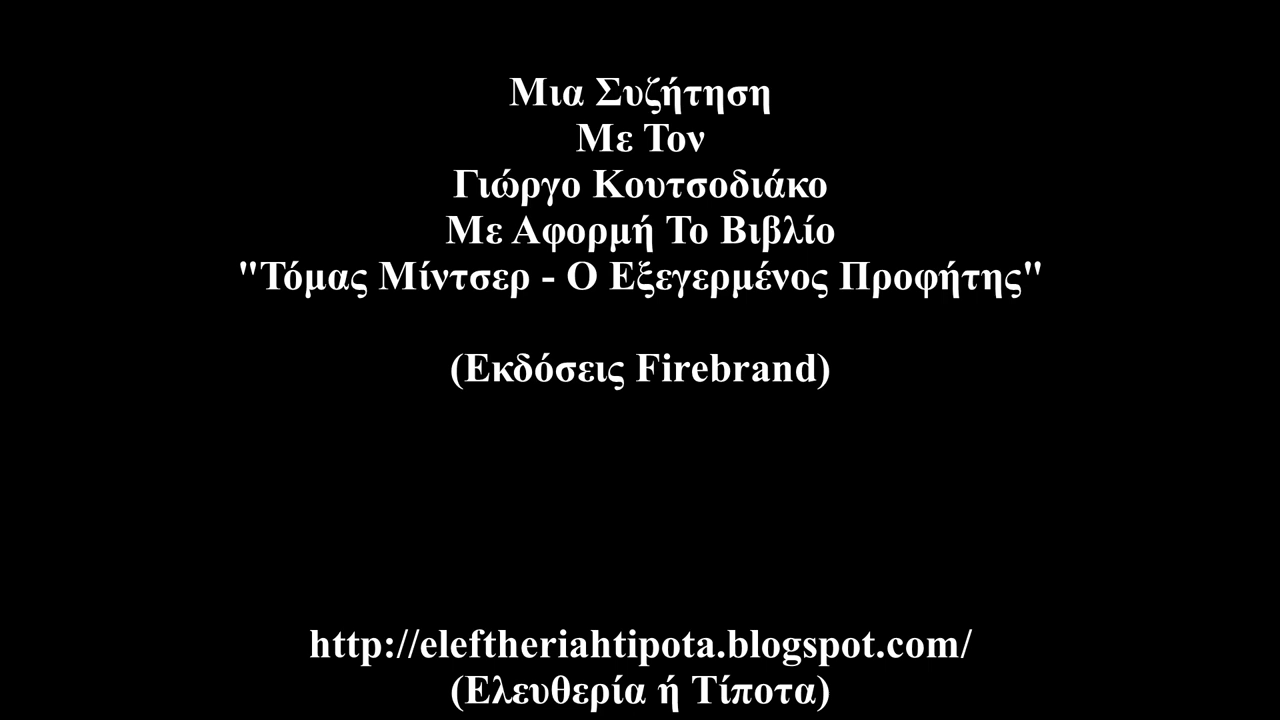 Μια Συζήτηση
Με Τον
Γιώργο Κουτσοδιάκο
Με Αφορμή Το Βιβλίο
"Τόμας Μίντσερ - Ο Εξεγερμένος Προφήτης"
(Εκδόσεις Firebrand)
http://eleftheriahtipota.blogspot.com/
(Ελευθερία ή Τίποτα)